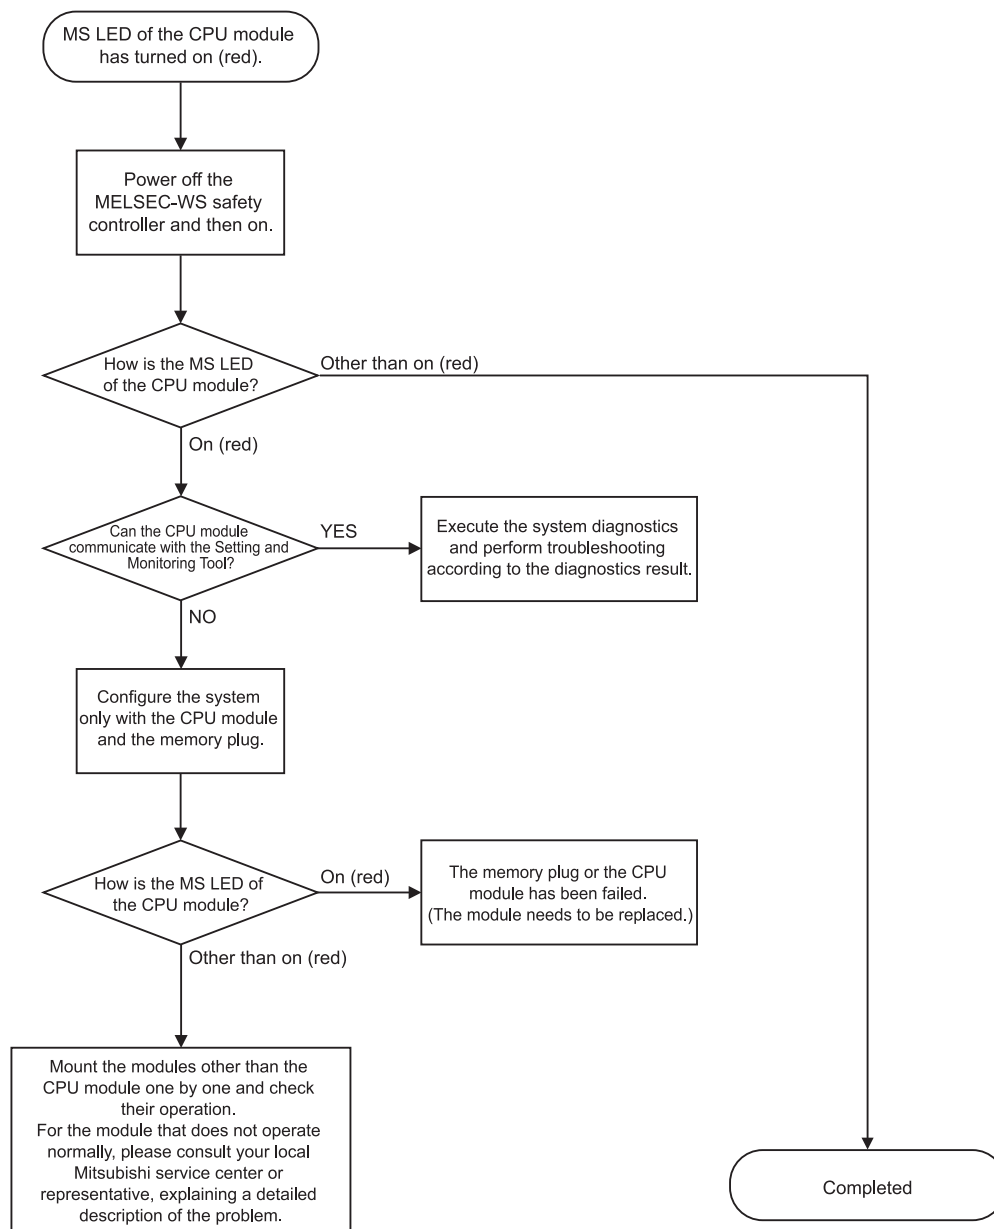 MS LED of the CPU module
has turned on (red).
Power off the
MELSEC-WS safety
controller and then on.
How is the MS LED
of the CPU module?
Other than on (red)
On (red)
Can the CPU module
communicate with the Setting and
Monitoring Tool?
YES
Execute the system diagnostics
and perform troubleshooting
according to the diagnostics result.
NO
Configure the system
only with the CPU module
and the memory plug.
How is the MS LED of
the CPU module?
On (red)
The memory plug or the CPU
module has been failed.
(The module needs to be replaced.)
Other than on (red)
Mount the modules other than the
CPU module one by one and check
their operation.
For the module that does not operate
normally, please consult your local
Mitsubishi service center or
representative, explaining a detailed
description of the problem.
Completed